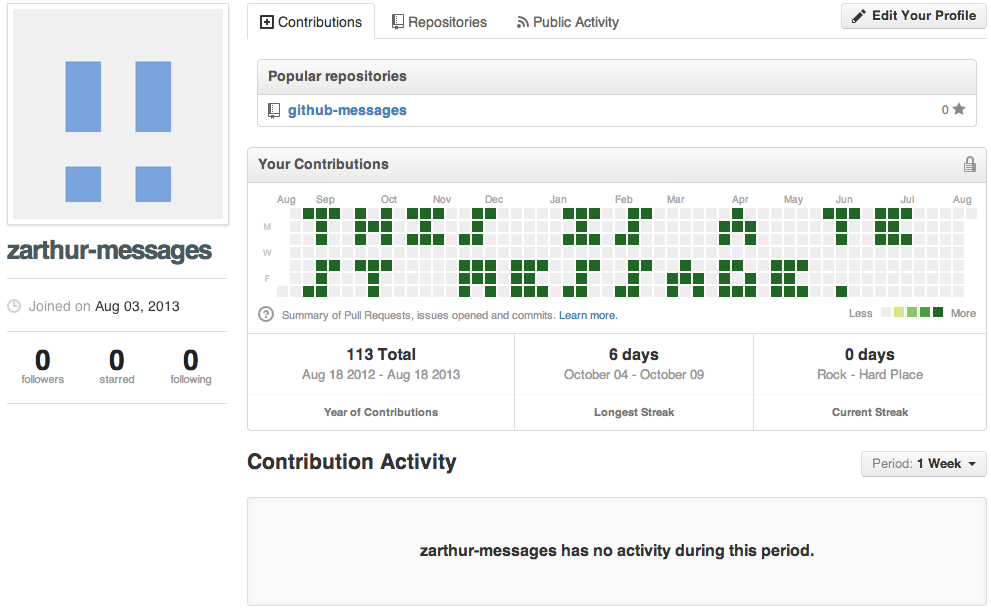 Contributions
Repositories
Public Activity
Edit Your Profile
Popular repositories
github-messages
0
Your Contributions
Aug Sep Oct Nov Dec Jan Feb Mar Apr May Jun Jul Aug
M
W
F
? Summary of Pull Requests, issues opened and commits. Learn more.
Less More
113 Total
Aug 18 2012 - Aug 18 2013
Year of Contributions
6 days
October 04 - October 09
Longest Streak
0 days
Rock - Hard Place
Current Streak
zarthur-messages
Joined on Aug 03, 2013
0 0 0
followers starred following
Contribution Activity
Period: 1 Week
zarthur-messages has no activity during this period.